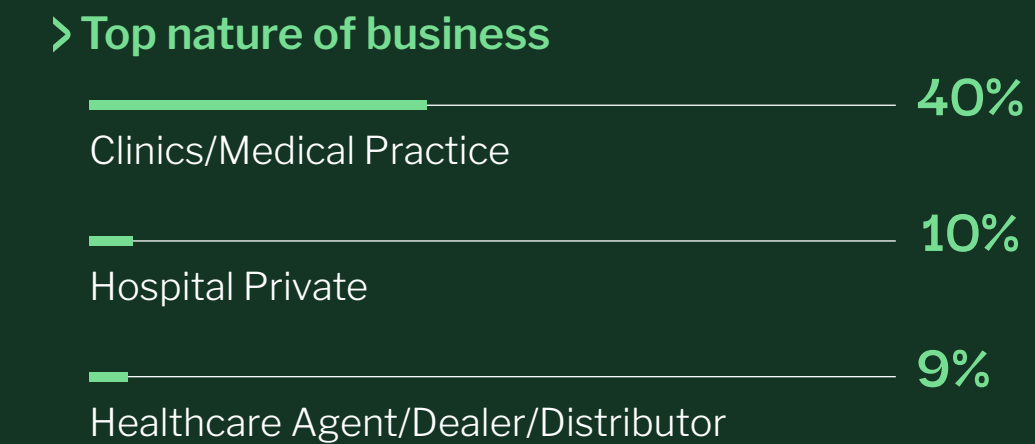 Top nature of business
40%
Clinics/Medical Practice
10%
Hospital Private
9%
Healthcare Agent/Dealer/Distributor